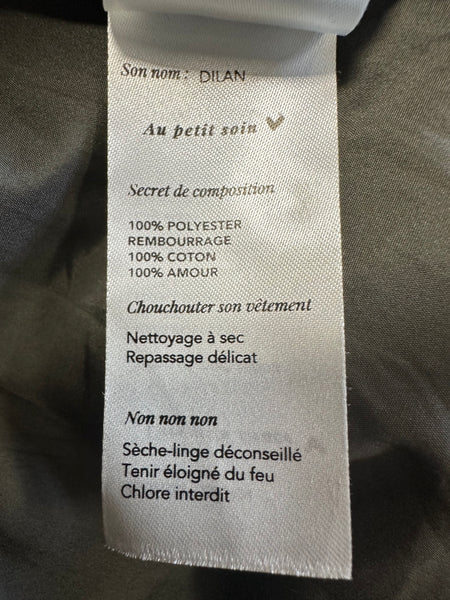 Son nom : DILAN
Au petit soin
Secret de composition
100% POLYESTER
REMBOURRAGE
100% COTON
100% AMOUR
Chouchouter son vêtement
Nettoyage à sec
Repassage délicat
Non non non
Sèche-linge déconseillé
Tenir éloigné du feu
Chlore interdit